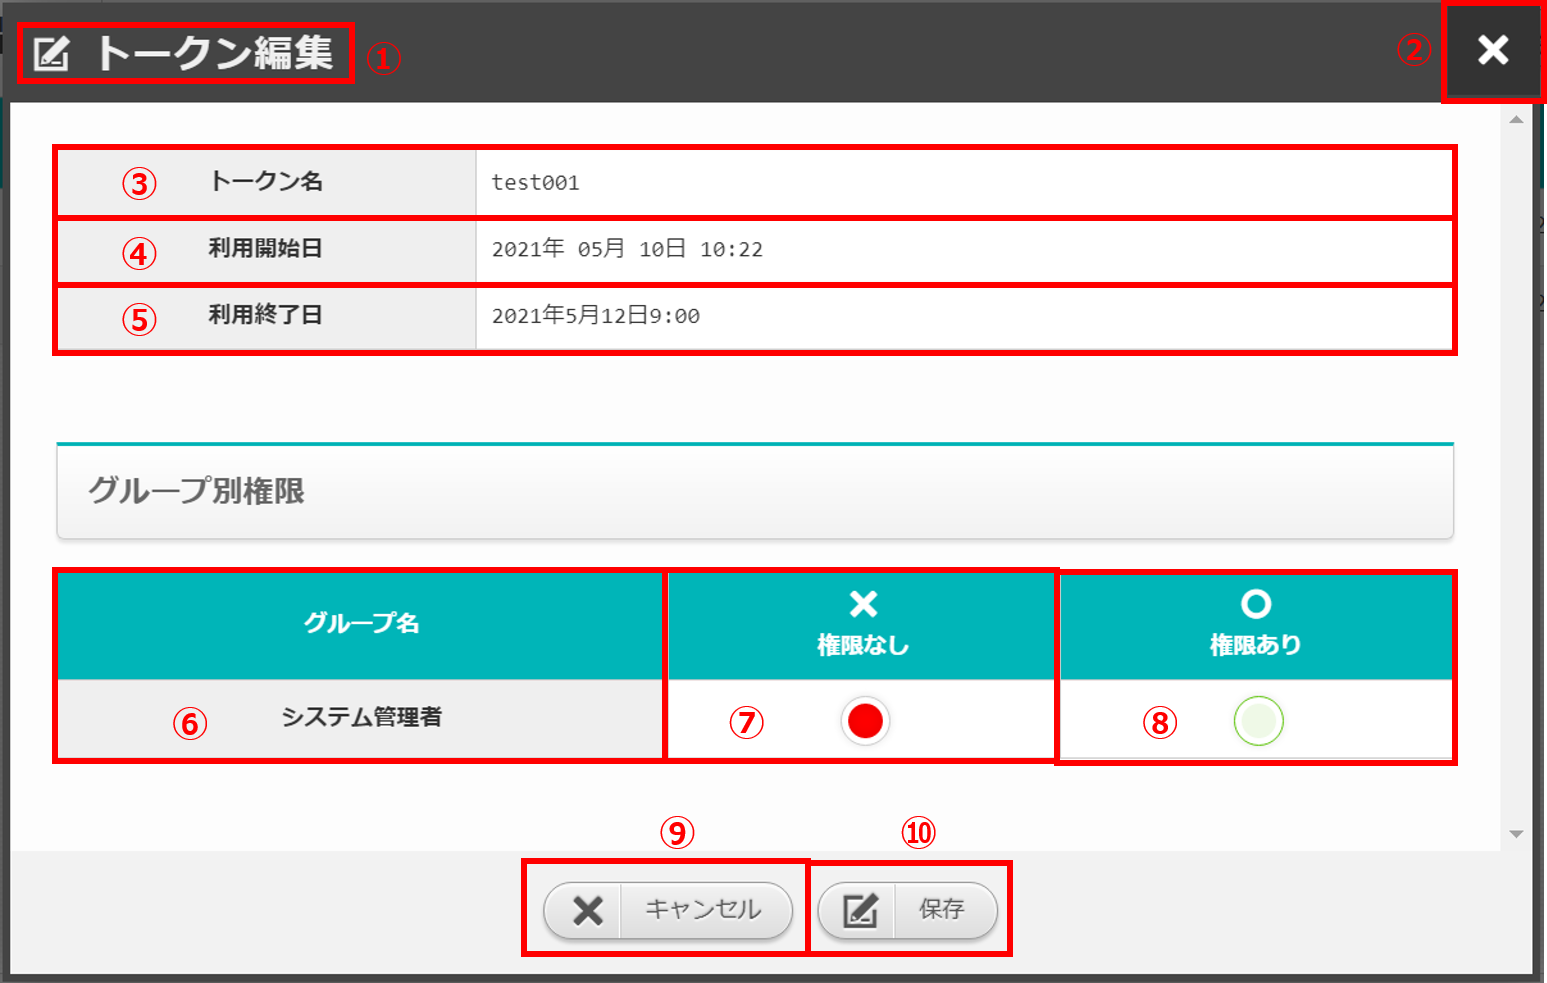 トークン編集 ①
②
③ トークン名 test001
④ 利用開始日 2021年 05月 10日 10:22
⑤ 利用終了日 2021年5月12日9:00
グループ別権限
グループ名
権限なし
権限あり
⑥ システム管理者
⑦
⑧
⑨
⑩
キャンセル
保存